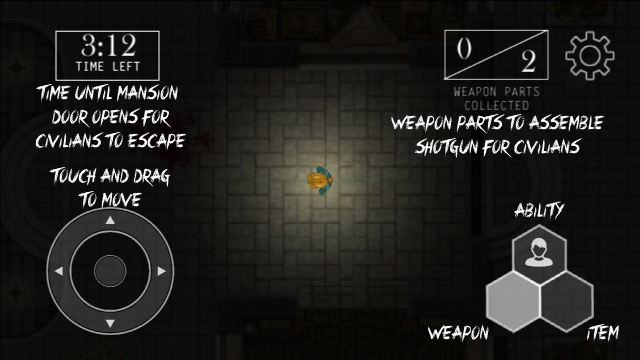 3:12
TIME LEFT
TIME UNTIL MANSION
DOOR OPENS FOR
CIVILIANS TO ESCAPE
TOUCH AND DRAG
TO MOVE
0
2
WEAPON PARTS
COLLECTED
WEAPON PARTS TO ASSEMBLE
SHOTGUN FOR CIVILIANS
ABILITY
WEAPON
ITEM